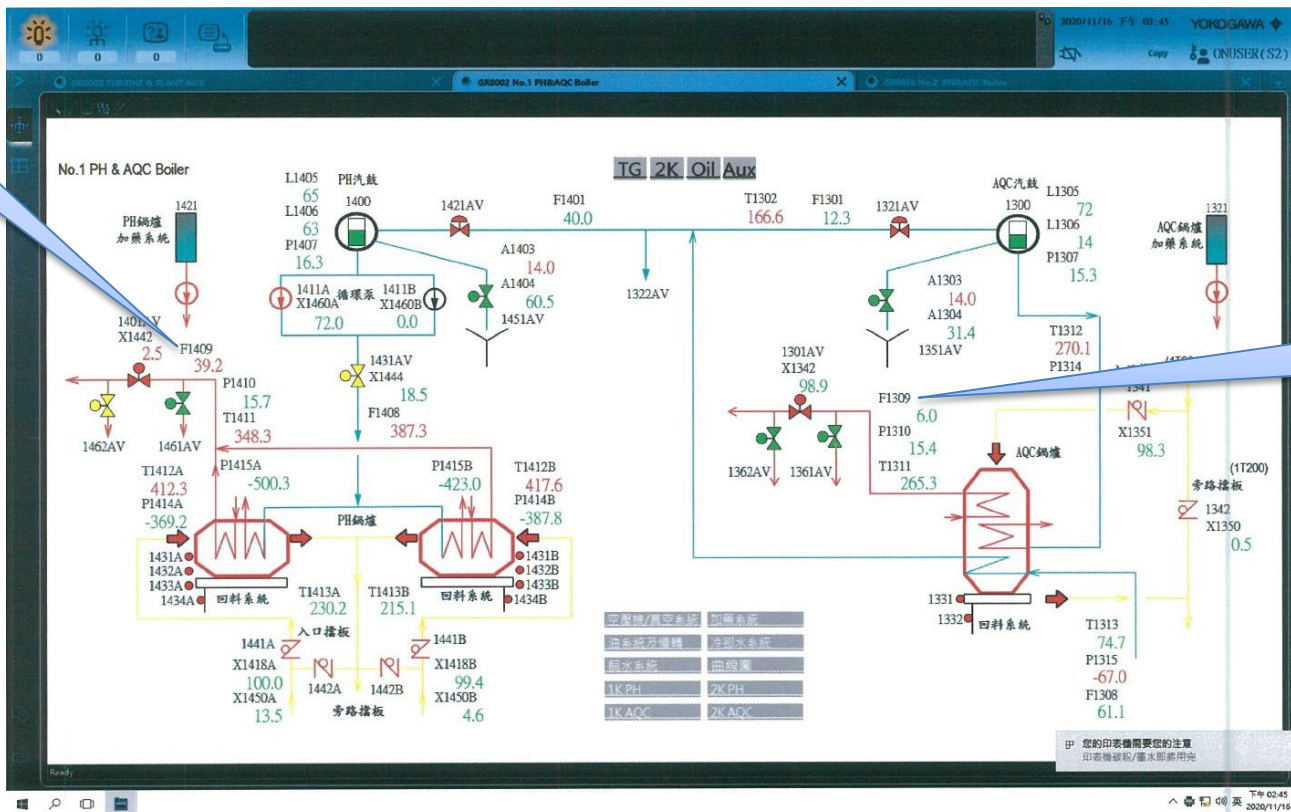 0
0
0
2020/11/16 下午 02:45
YOKOGAWA
Copy
ONUSER(S2)
GR0002 No.1 PH&AQC Boiler
No.1 PH & AQC Boiler
TG 2K Oil Aux
1421
PH鍋爐
加藥系統
L1405
65
L1406
63
P1407
16.3
PH汽鼓
1400
1421AV
F1401
40.0
1322AV
T1302
166.6
F1301
12.3
1321AV
AQC汽鼓
1300
L1305
72
L1306
14
P1307
15.3
1321
AQC鍋爐
加藥系統
1411A
X1460A
72.0
循環泵
1411B
X1460B
0.0
A1403
14.0
A1404
60.5
1451AV
A1303
14.0
A1304
31.4
1351AV
T1312
270.1
P1314
X1442
2.5
F1409
39.2
1462AV
1461AV
P1410
15.7
T1411
348.3
1431AV
X1444
18.5
F1408
387.3
1301AV
X1342
98.9
1362AV
1361AV
F1309
6.0
P1310
15.4
T1311
265.3
AQC鍋爐
1341
X1351
98.3
(1T200)
旁路擋板
1342
X1350
0.5
T1412A
412.3
P1414A
-369.2
P1415A
-500.3
P1415B
-423.0
T1412B
417.6
P1414B
-387.8
PH鍋爐
1431A
1432A
1433A
1434A
回料系統
1431B
1432B
1433B
1434B
回料系統
T1413A
230.2
T1413B
215.1
入口擋板
1441A
X1418A
100.0
X1450A
13.5
1442A
1442B
旁路擋板
1441B
X1418B
99.4
X1450B
4.6
1331
1332
回料系統
T1313
74.7
P1315
-67.0
F1308
61.1
空壓機/真空系統 加藥系統
油系統及慢轉 冷卻水系統
鍋水系統 曲線圖
1K PH 2K PH
1K AQC 2K AQC
您的印表機需要您的注意
印表機碳粉/墨水即將用完
Ready
英
下午 02:45
2020/11/16